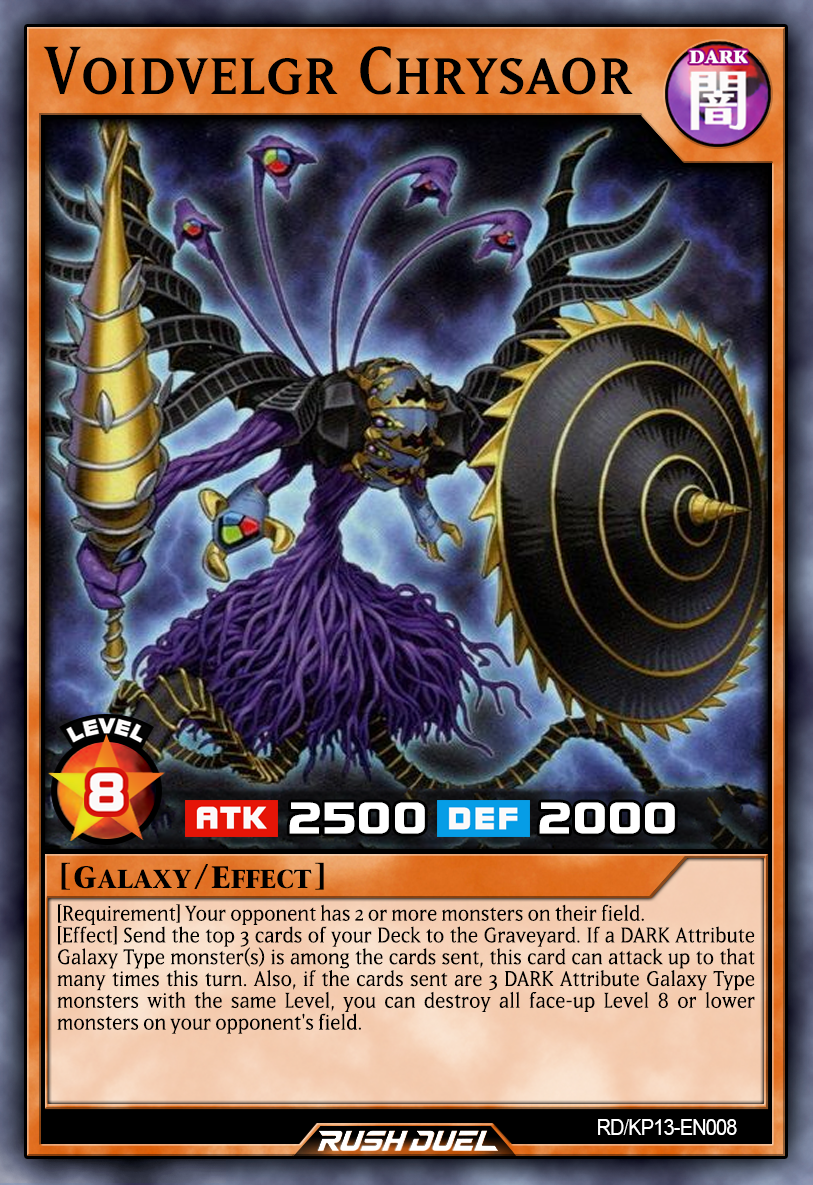 Voidvelgr Chrysaor
DARK
闇
LEVEL
8
ATK 2500 DEF 2000
[Galaxy/Effect]
[Requirement] Your opponent has 2 or more monsters on their field.
[Effect] Send the top 3 cards of your Deck to the Graveyard. If a DARK Attribute
Galaxy Type monster(s) is among the cards sent, this card can attack up to that
many times this turn. Also, if the cards sent are 3 DARK Attribute Galaxy Type
monsters with the same Level, you can destroy all face-up Level 8 or lower
monsters on your opponent's field.
RD/KP13-EN008
RUSH DUEL